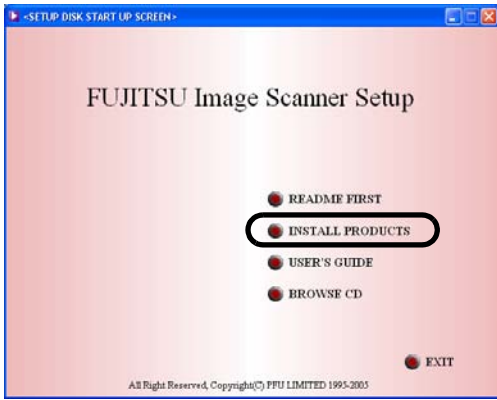 <SETUP DISK START UP SCREEN>
FUJITSU Image Scanner Setup
README FIRST
INSTALL PRODUCTS
USER'S GUIDE
BROWSE CD
EXIT
All Right Reserved, Copyright(C) PFU LIMITED 1995-2005